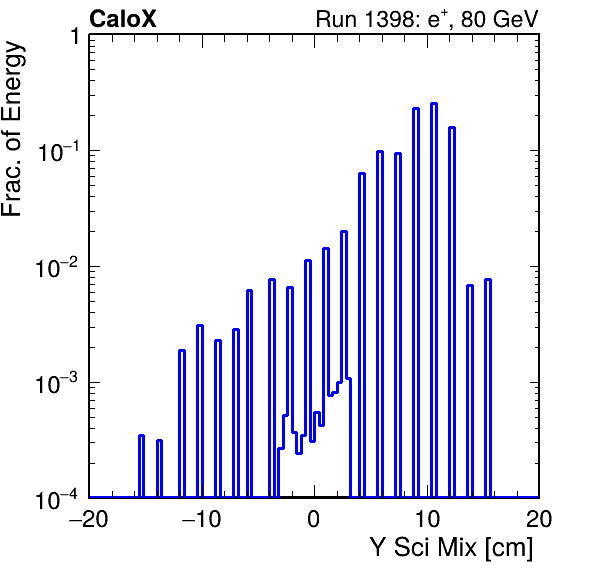 CaloX Run 1398: e⁺, 80 GeV
Frac. of Energy
1
10⁻¹
10⁻²
10⁻³
10⁻⁴
−20 −10 0 10 20
Y Sci Mix [cm]